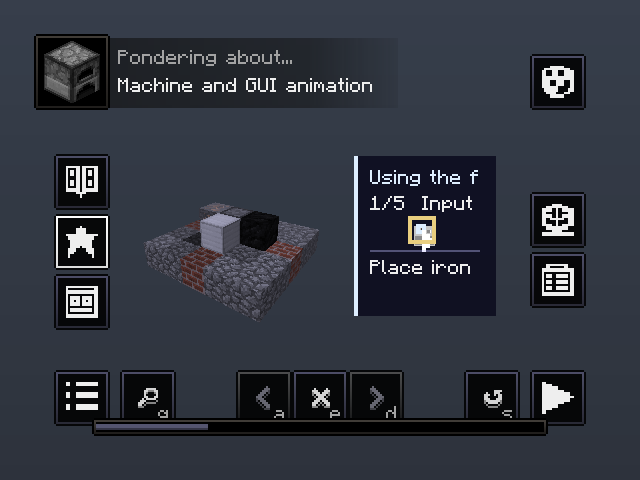 Pondering about...
Machine and GUI animation
Using the f
1/5 Input
Place iron
q
a
e
d
s